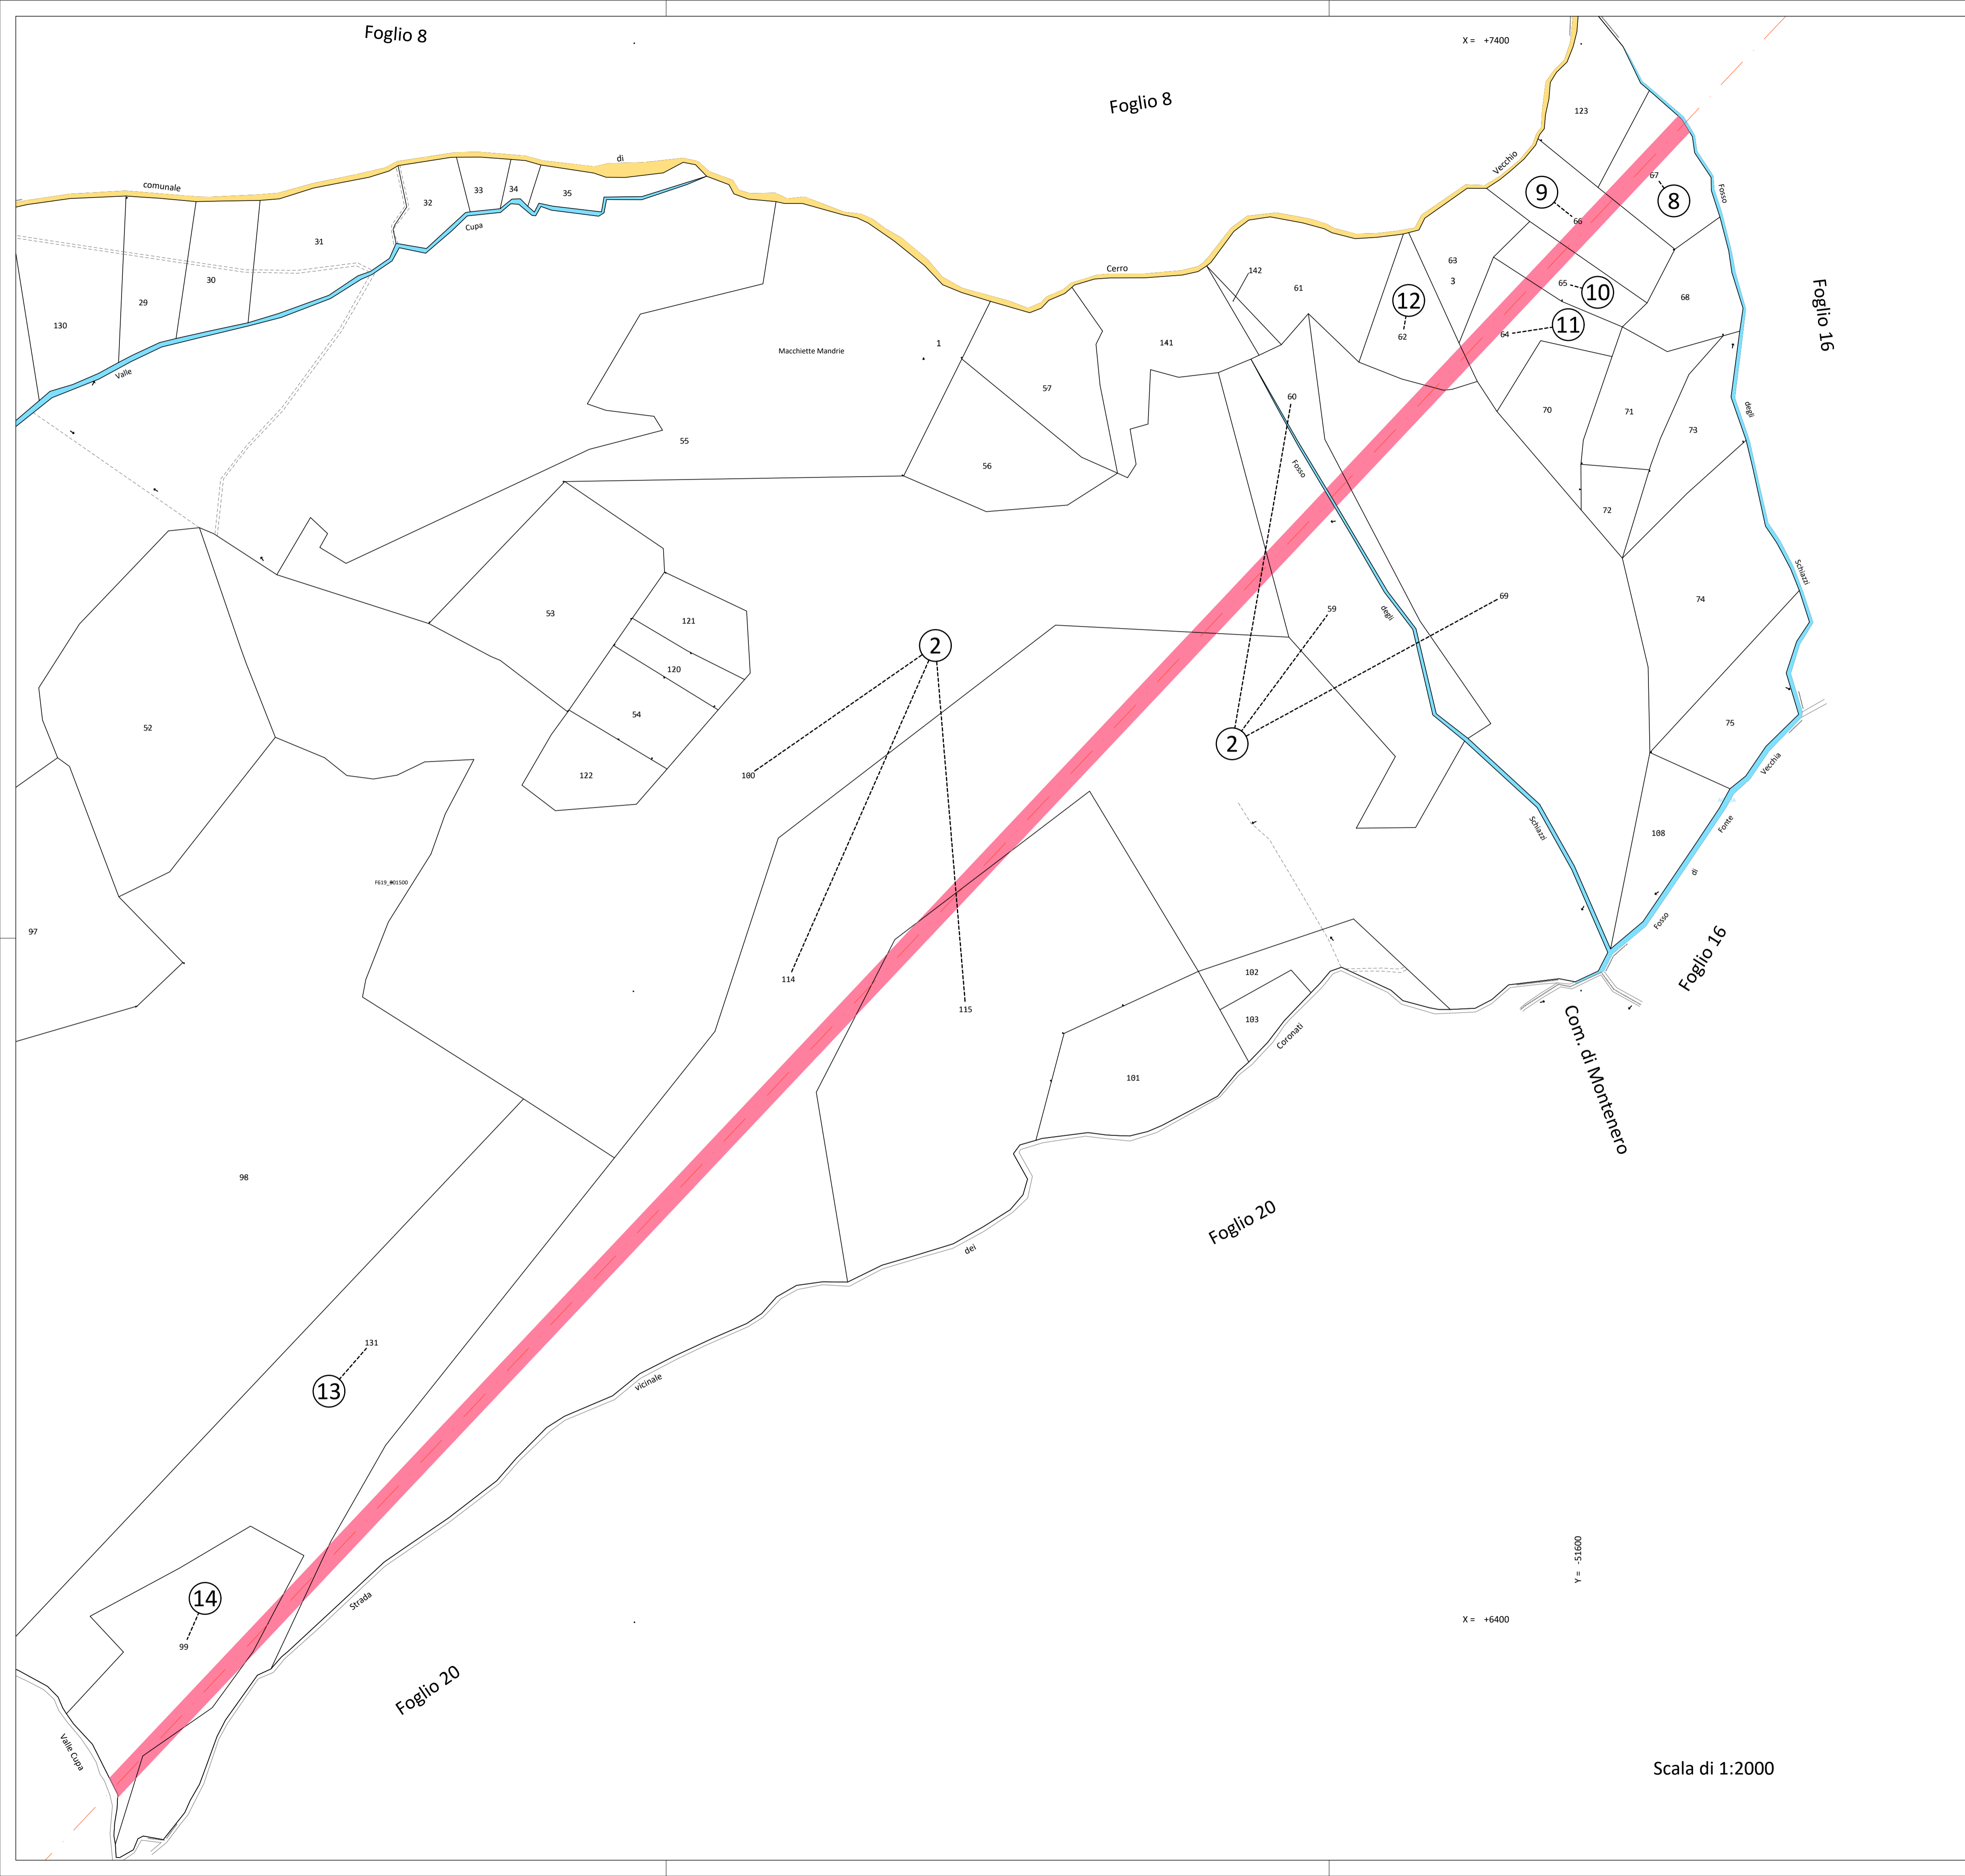 Foglio 8
X = +7400
Foglio 8
123
comunale
di
Vecchio
67
8
9
66
Fosso
32
33
34
35
Cupa
31
30
29
130
Valle
Cerro
142
61
63
3
12
62
65
10
64
11
68
Foglio 16
Macchiette Mandrie
1
141
57
55
56
60
Fosso
70
71
73
degli
72
Schiazzi
74
53
121
120
54
122
2
59
69
degli
52
100
2
75
Vecchia
Schiazzi
108
Fonte
di
Fosso
F619_001500
97
114
115
102
103
Coronati
101
Foglio 16
Com. di Montenero
98
Foglio 20
dei
131
13
vicinale
14
99
Strada
Y = -51600
X = +6400
Foglio 20
Valle Cupa
Scala di 1:2000